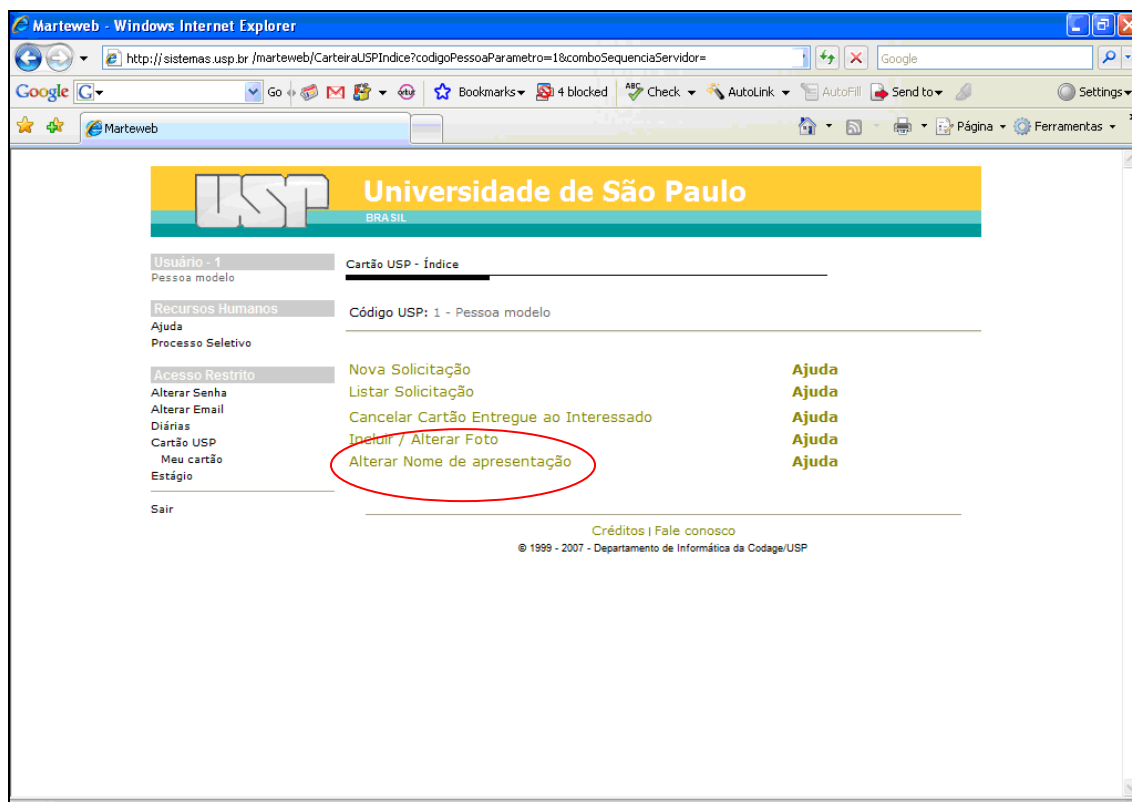 Marteweb - Windows Internet Explorer
http://sistemas.usp.br /marteweb/CarteiraUSPIndice?codigoPessoaParametro=1&comboSequenciaServidor=
Google
Google G Go Bookmarks 4 blocked Check AutoLink AutoFill Send to Settings
Marteweb Página Ferramentas
USP
Universidade de São Paulo
BRASIL
Usuário - 1
Pessoa modelo
Recursos Humanos
Ajuda
Processo Seletivo
Acesso Restrito
Alterar Senha
Alterar Email
Diárias
Cartão USP
Meu cartão
Estágio
Sair
Cartão USP - Índice
Código USP: 1 - Pessoa modelo
Nova Solicitação Ajuda
Listar Solicitação Ajuda
Cancelar Cartão Entregue ao Interessado Ajuda
Incluir / Alterar Foto Ajuda
Alterar Nome de apresentação Ajuda
Créditos | Fale conosco
© 1999 - 2007 - Departamento de Informática da Codage/USP